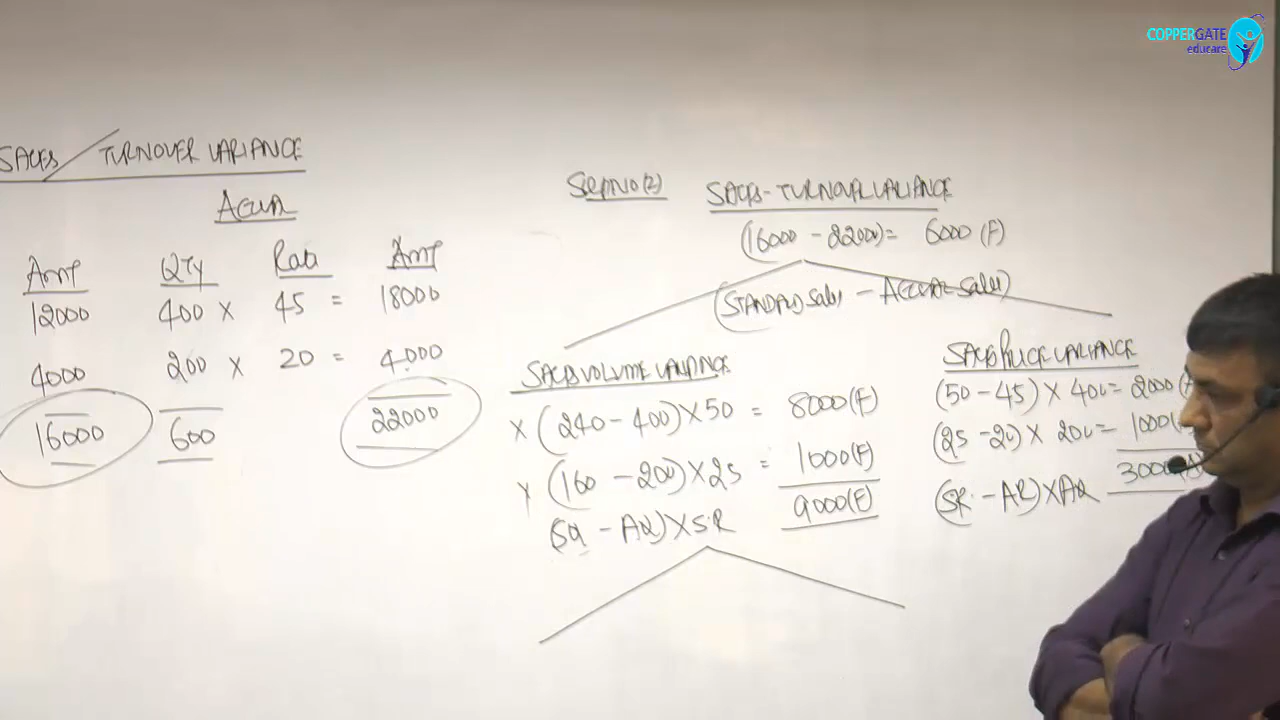 COPPERGATE
educare
SALES / TURNOVER VARIANCE
ACTUAL
AMT QTY Rate AMT
12000 400 × 45 = 18000
4000 200 × 20 = 4000
16000 600 22000
STEP NO (2)
SALES - TURNOVER VARIANCE
(16000 - 22000) = 6000 (F)
(STANDARD Sales - ACTUAL Sales)
SALES VOLUME VARIANCE
× (240 - 400) × 50 = 8000 (F)
× (160 - 200) × 25 = 1000 (F)
(SQ - AQ) × SR 9000 (F)
SALES PRICE VARIANCE
(50 - 45) × 400 = 2000
(25 - 20) × 200 = 1000
(SR - AR) × AQ 3000